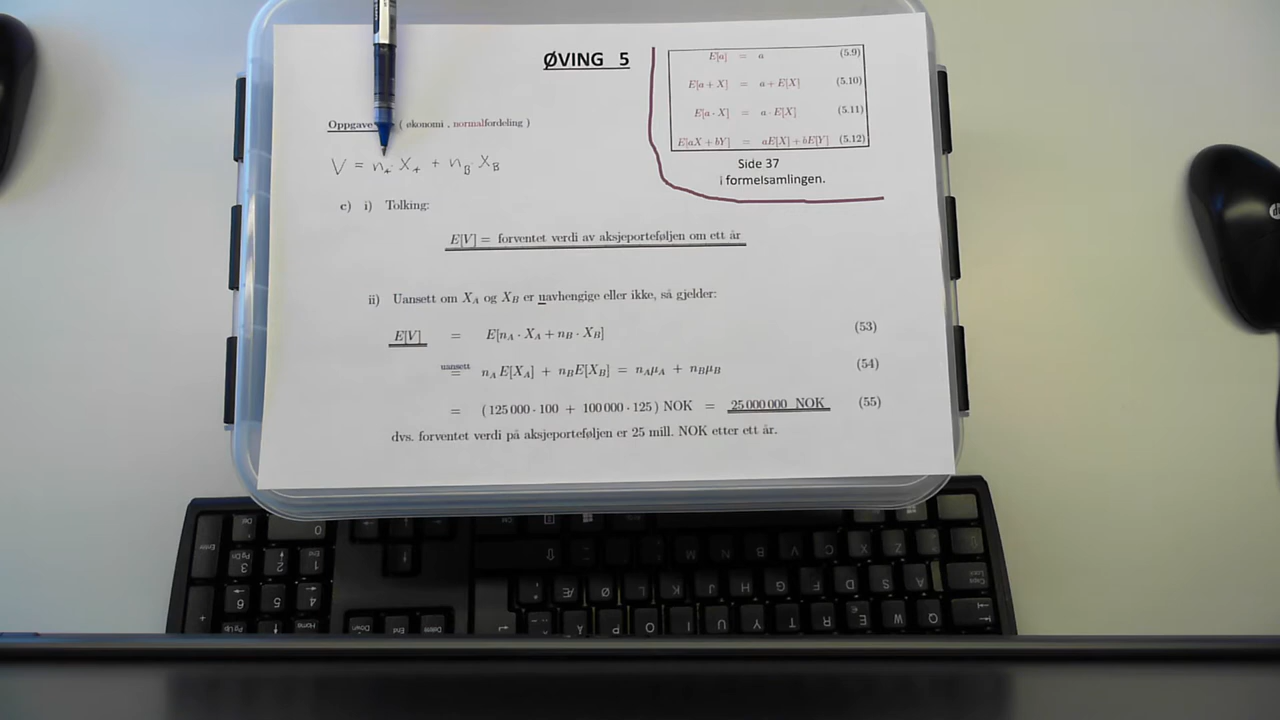 ØVING 5
Oppgave ( økonomi , normalfordeling )
V = n_A · X_A + n_B · X_B
E[a] = a (5.9)
E[a + X] = a + E[X] (5.10)
E[a · X] = a · E[X] (5.11)
E[aX + bY] = aE[X] + bE[Y] (5.12)
Side 37
i formelsamlingen.
c) i) Tolking:
E[V] = forventet verdi av aksjeporteføljen om ett år
ii) Uansett om X_A og X_B er uavhengige eller ikke, så gjelder:
E[V] = E[n_A · X_A + n_B · X_B] (53)
uansett
= n_A E[X_A] + n_B E[X_B] = n_A μ_A + n_B μ_B (54)
= ( 125 000 · 100 + 100 000 · 125 ) NOK = 25 000 000 NOK (55)
dvs. forventet verdi på aksjeporteføljen er 25 mill. NOK etter ett år.